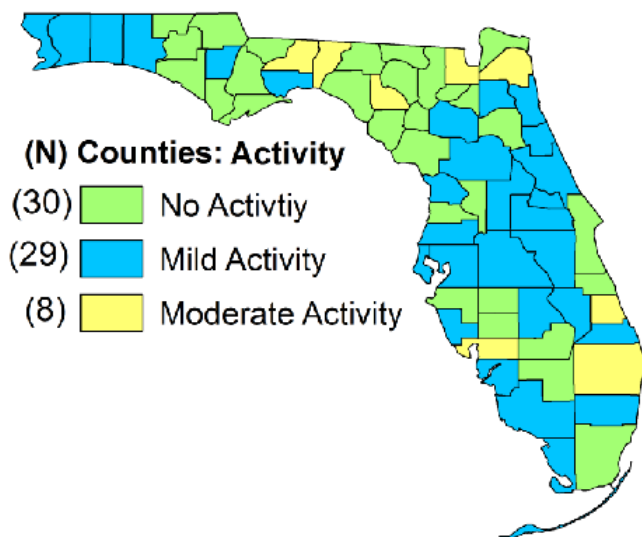 (N) Counties: Activity
(30) No Activtiy
(29) Mild Activity
(8) Moderate Activity